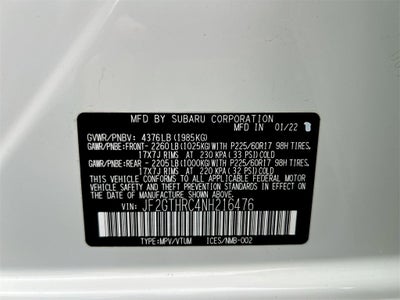 MFD BY SUBARU CORPORATION
MFD IN 01/22
GVWR/PNBV: 4376LB(1985KG)
GAWR/PNBE:FRONT- 2260LB(1025KG)WITH P225/60R17 98H TIRES,
17X7J RIMS AT 230 KPA(33 PSI)COLD
GAWR/PNBE:REAR - 2205LB(1000KG)WITH P225/60R17 98H TIRES,
17X7J RIMS AT 220 KPA(32 PSI)COLD
THIS VEHICLE CONFORMS TO ALL APPLICABLE
FEDERAL MOTOR VEHICLE SAFETY, BUMPER, AND
THEFT PREVENTION STANDARDS IN EFFECT ON
THE DATE OF MANUFACTURE SHOWN ABOVE.
VIN: JF2GTHRC4NH216476
TYPE:MPV/VTUM ICES/NMB-002